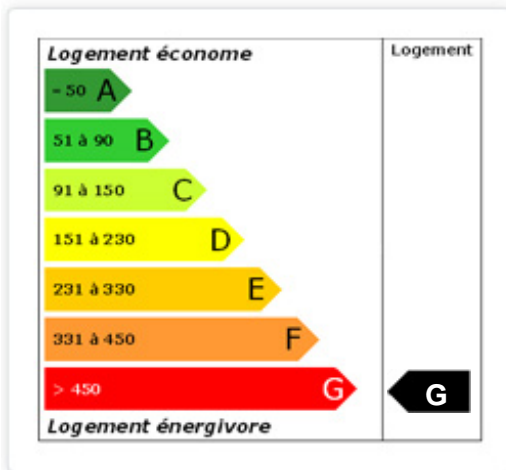 Logement économe
Logement
- 50 A
51 à 90 B
91 à 150 C
151 à 230 D
231 à 330 E
331 à 450 F
> 450 G
G
Logement énergivore